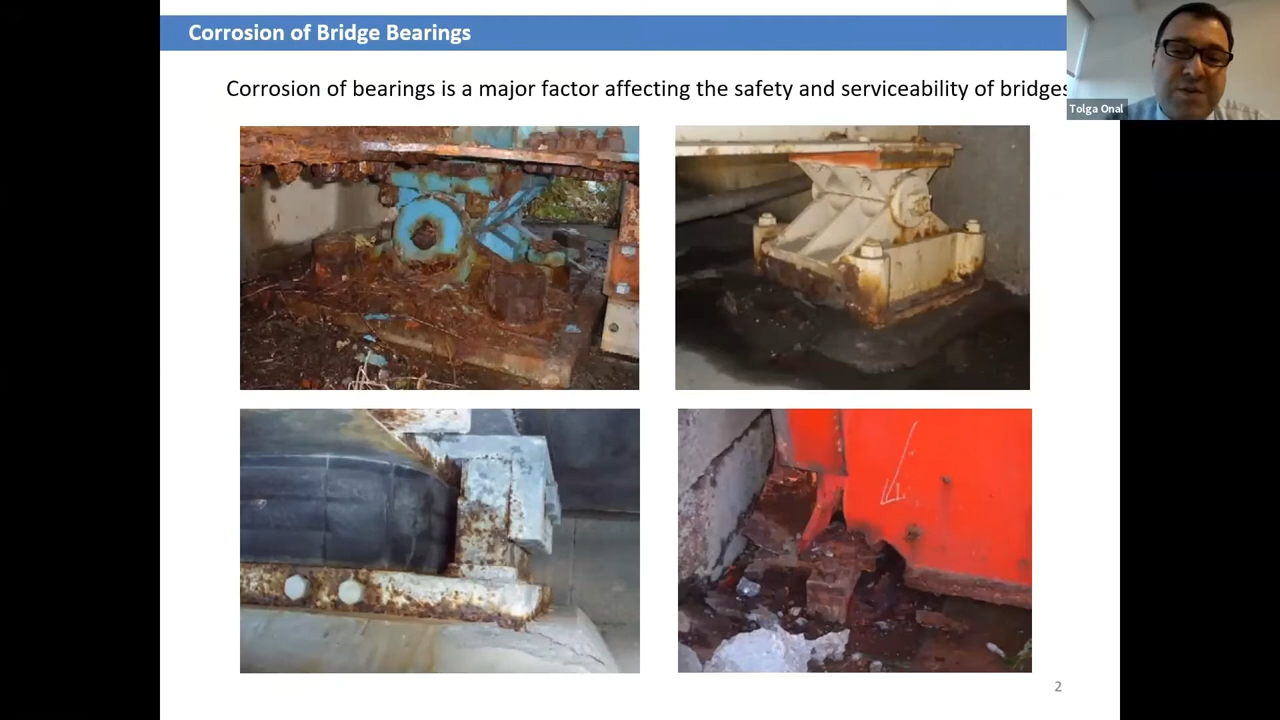 Corrosion of Bridge Bearings
Corrosion of bearings is a major factor affecting the safety and serviceability of bridges
Tolga Onal
2